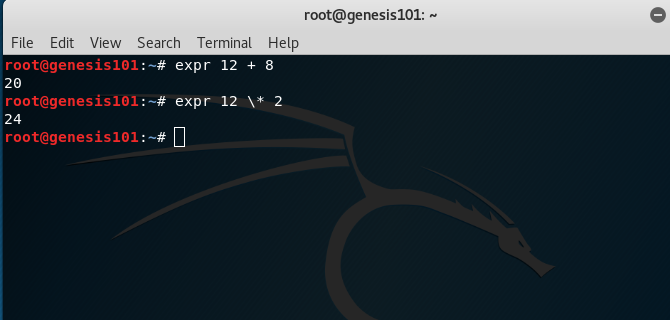 root@genesis101: ~
File Edit View Search Terminal Help
root@genesis101:~# expr 12 + 8
20
root@genesis101:~# expr 12 \* 2
24
root@genesis101:~#